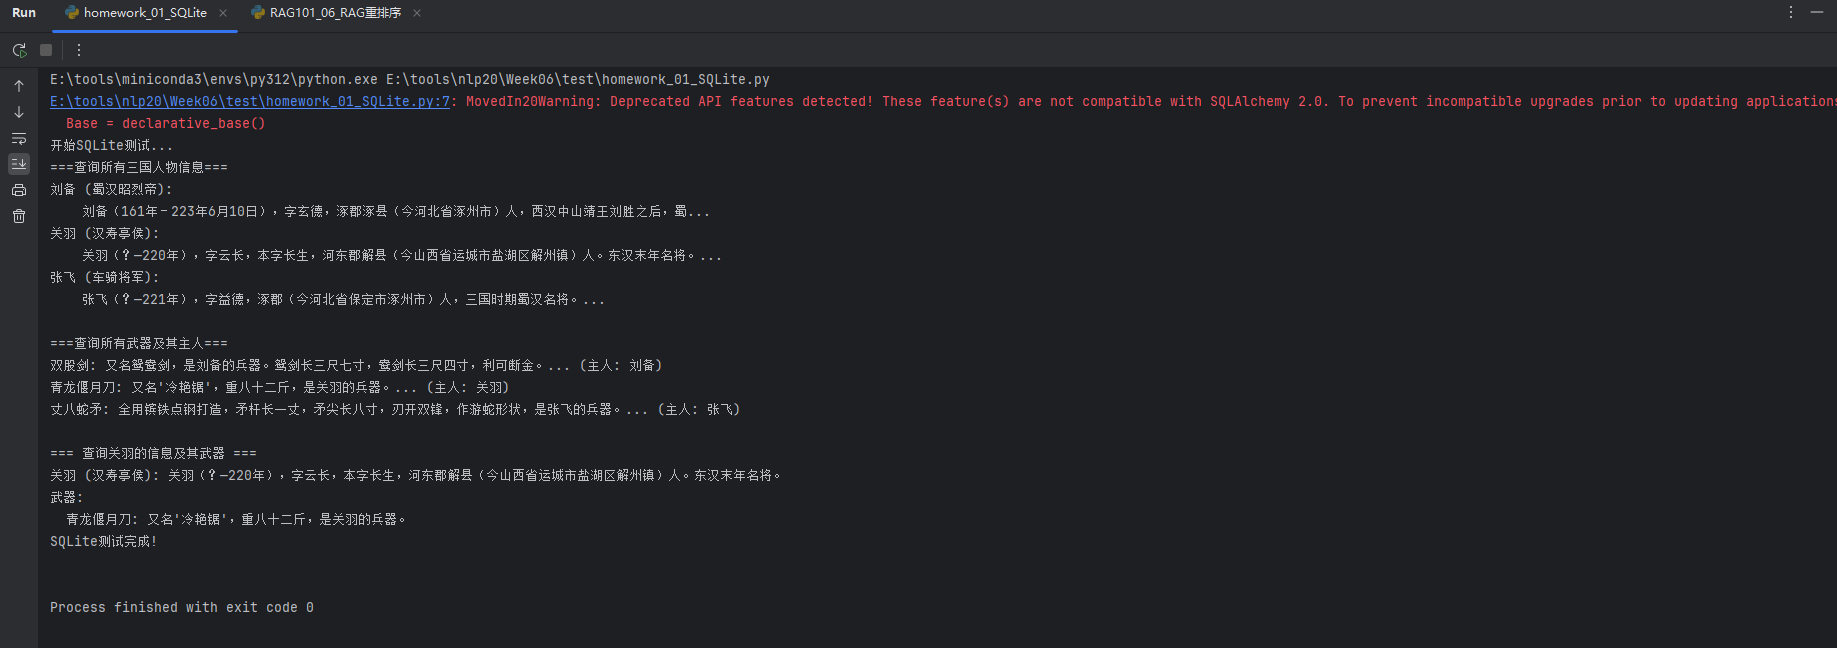 Run homework_01_SQLite × RAG101_06_RAG重排序 ×
E:\tools\miniconda3\envs\py312\python.exe E:\tools\nlp20\Week06\test\homework_01_SQLite.py
E:\tools\nlp20\Week06\test\homework_01_SQLite.py:7: MovedIn20Warning: Deprecated API features detected! These feature(s) are not compatible with SQLAlchemy 2.0. To prevent incompatible upgrades prior to updating applications
Base = declarative_base()
开始SQLite测试...
===查询所有三国人物信息===
刘备 (蜀汉昭烈帝):
刘备（161年－223年6月10日），字玄德，涿郡涿县（今河北省涿州市）人，西汉中山靖王刘胜之后，蜀...
关羽 (汉寿亭侯):
关羽（？—220年），字云长，本字长生，河东郡解县（今山西省运城市盐湖区解州镇）人。东汉末年名将。...
张飞 (车骑将军):
张飞（？—221年），字益德，涿郡（今河北省保定市涿州市）人，三国时期蜀汉名将。...
===查询所有武器及其主人===
双股剑: 又名鸳鸯剑，是刘备的兵器。鸳剑长三尺七寸，鸯剑长三尺四寸，利可断金。... (主人: 刘备)
青龙偃月刀: 又名'冷艳锯'，重八十二斤，是关羽的兵器。... (主人: 关羽)
丈八蛇矛: 全用镔铁点钢打造，矛杆长一丈，矛尖长八寸，刃开双锋，作游蛇形状，是张飞的兵器。... (主人: 张飞)
=== 查询关羽的信息及其武器 ===
关羽 (汉寿亭侯): 关羽（？—220年），字云长，本字长生，河东郡解县（今山西省运城市盐湖区解州镇）人。东汉末年名将。
武器:
青龙偃月刀: 又名'冷艳锯'，重八十二斤，是关羽的兵器。
SQLite测试完成!
Process finished with exit code 0